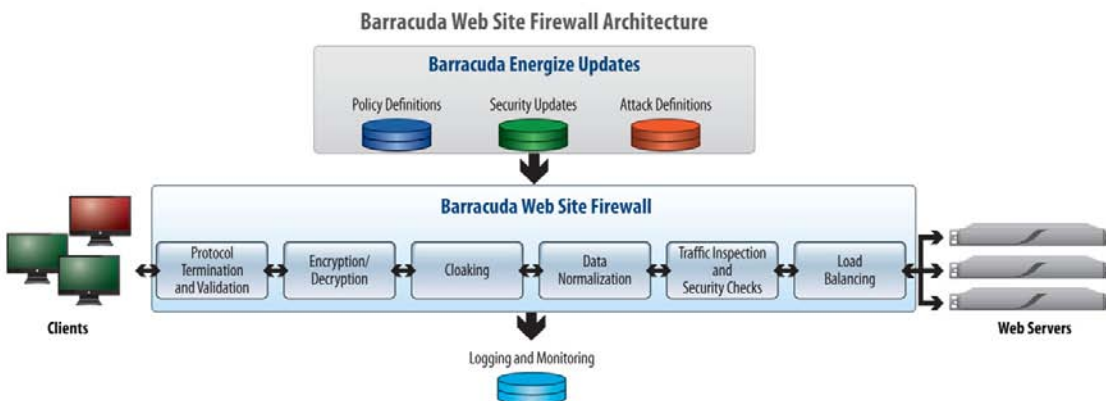 Barracuda Web Site Firewall Architecture
Barracuda Energize Updates
Policy Definitions
Security Updates
Attack Definitions
Barracuda Web Site Firewall
Protocol
Termination
and Validation
Encryption/
Decryption
Cloaking
Data
Normalization
Traffic Inspection
and
Security Checks
Load
Balancing
Clients
Web Servers
Logging and Monitoring